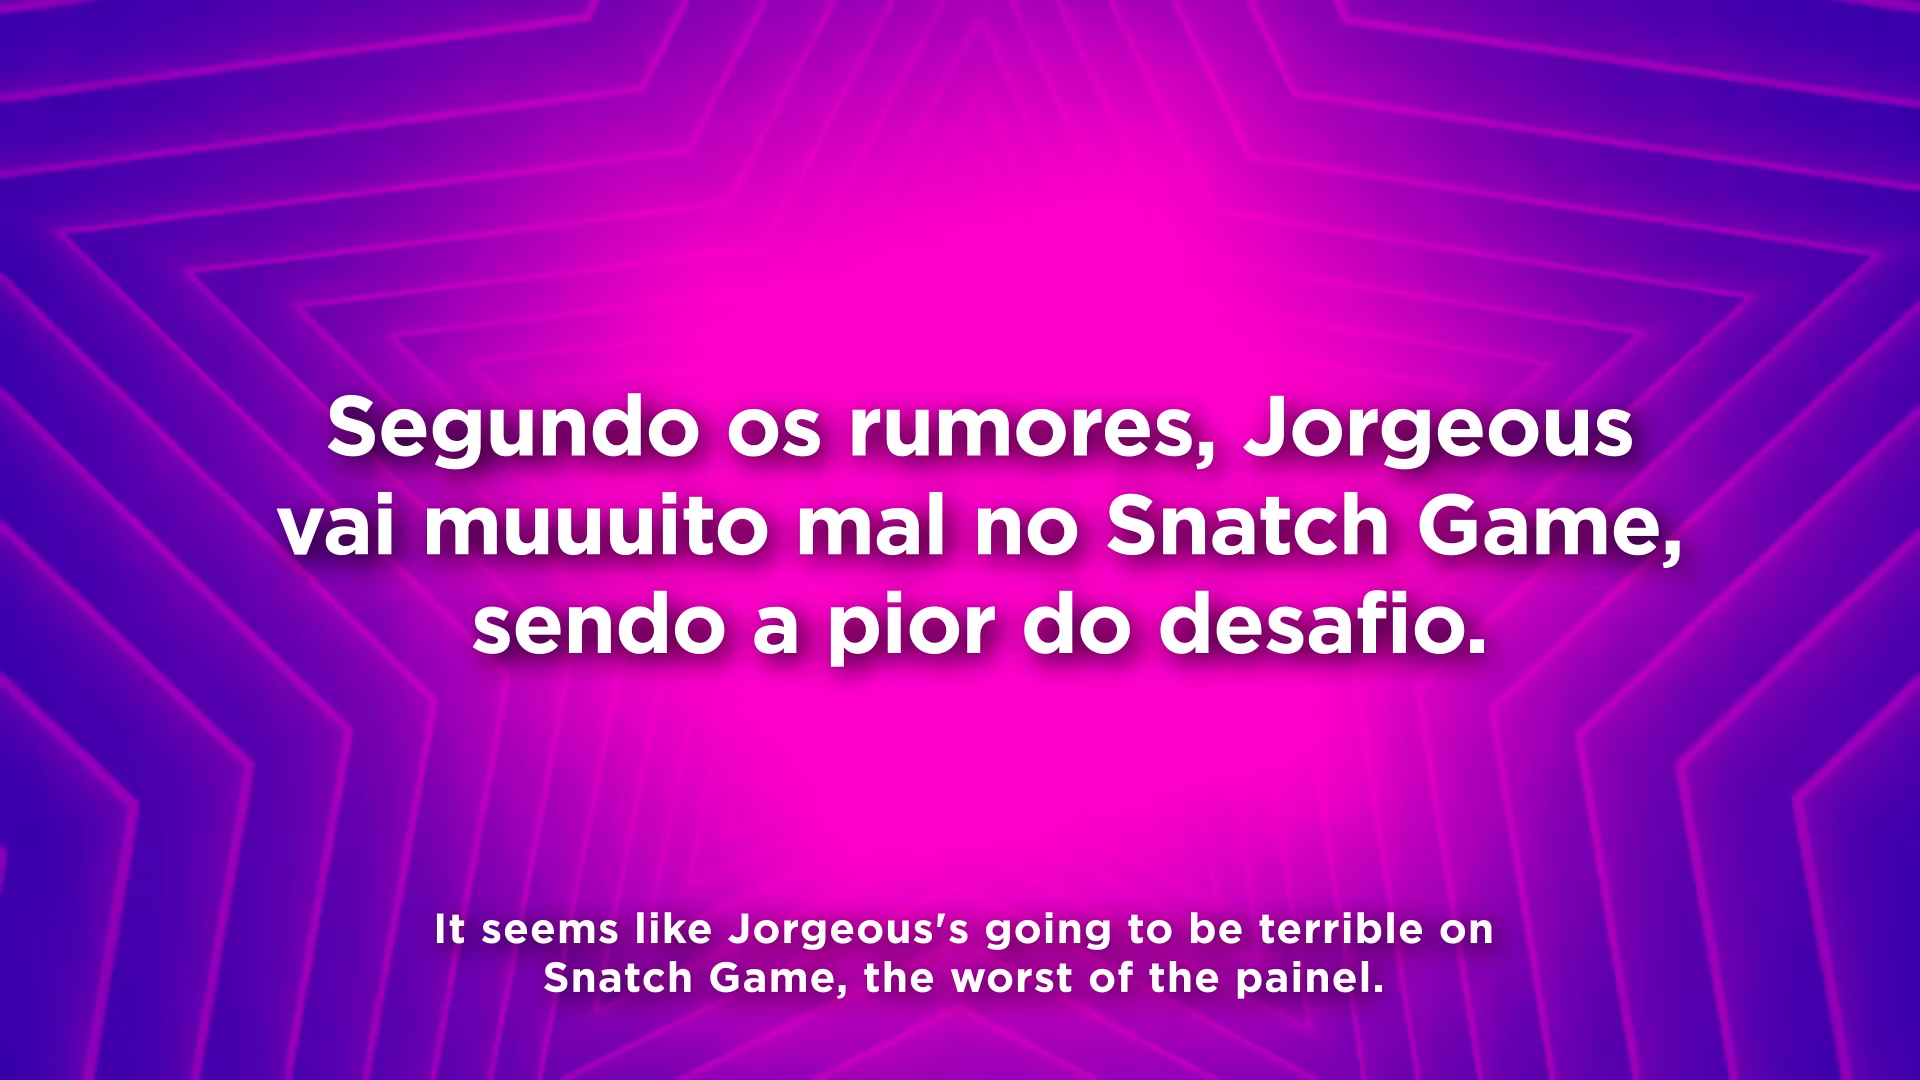 Segundo os rumores, Jorgeous
vai muuuito mal no Snatch Game,
sendo a pior do desafio.
It seems like Jorgeous's going to be terrible on
Snatch Game, the worst of the painel.